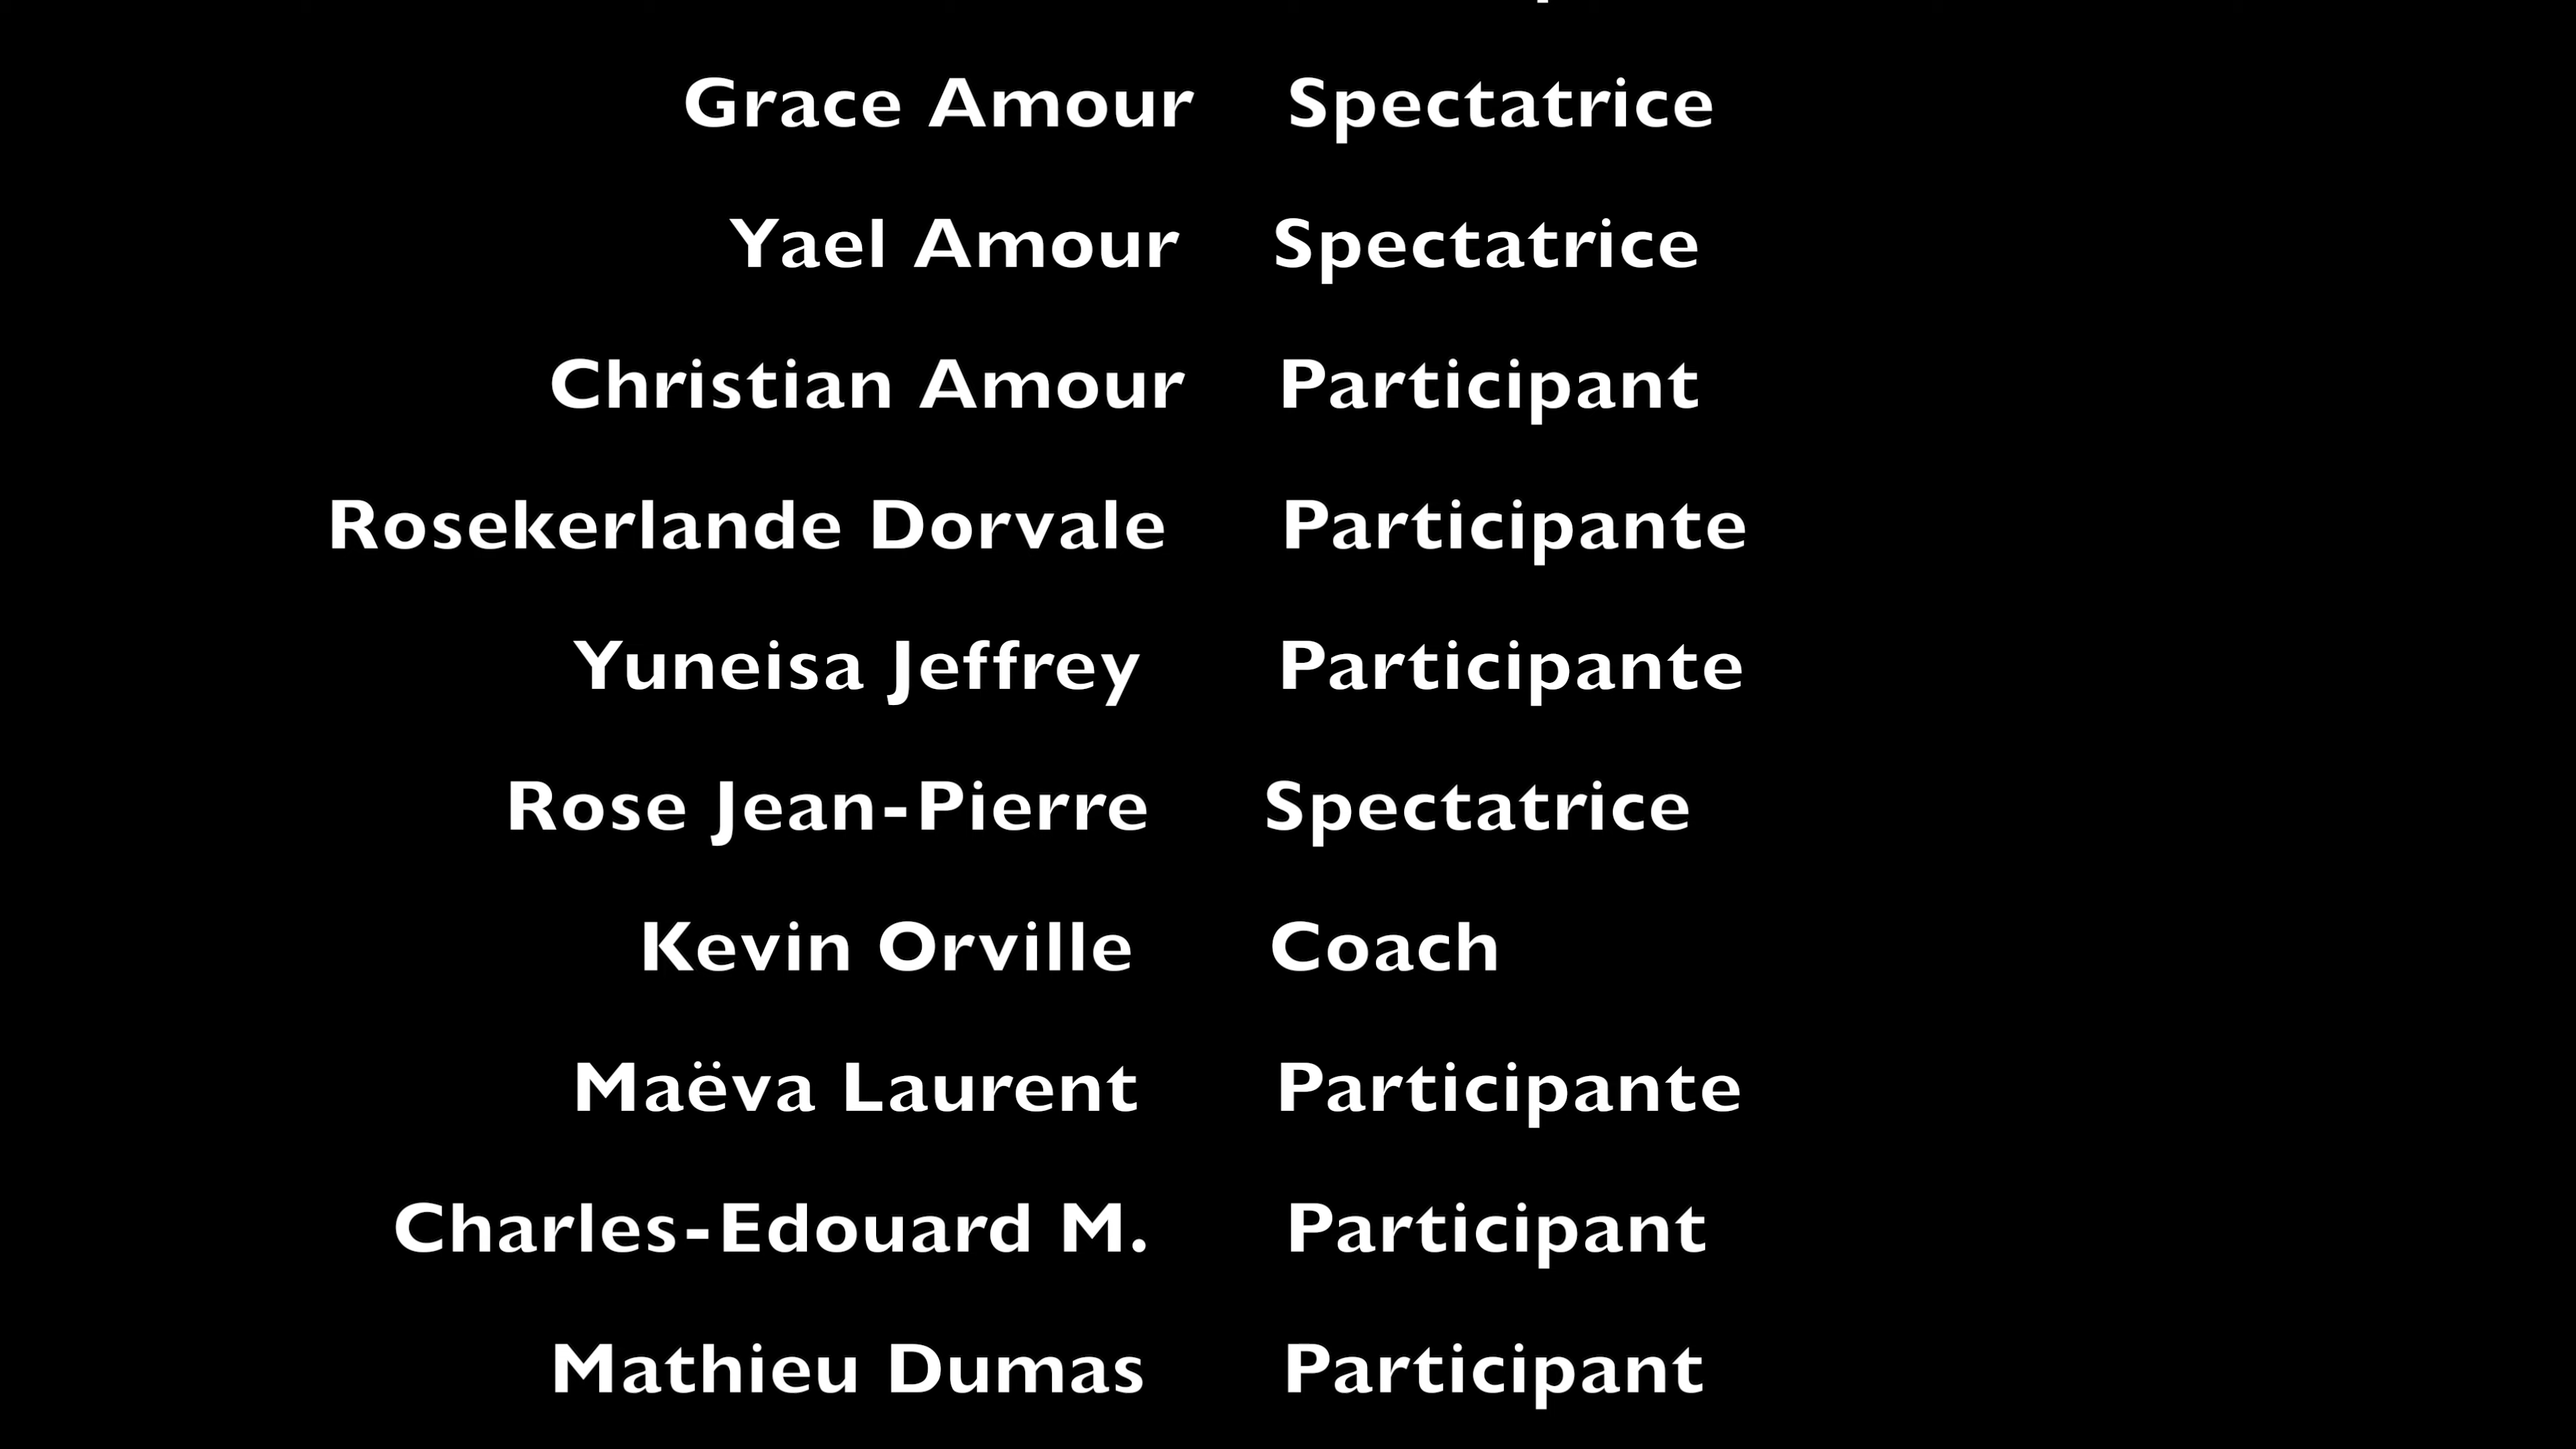 Grace Amour Spectatrice
Yael Amour Spectatrice
Christian Amour Participant
Rosekerlande Dorvale Participante
Yuneisa Jeffrey Participante
Rose Jean-Pierre Spectatrice
Kevin Orville Coach
Maëva Laurent Participante
Charles-Edouard M. Participant
Mathieu Dumas Participant